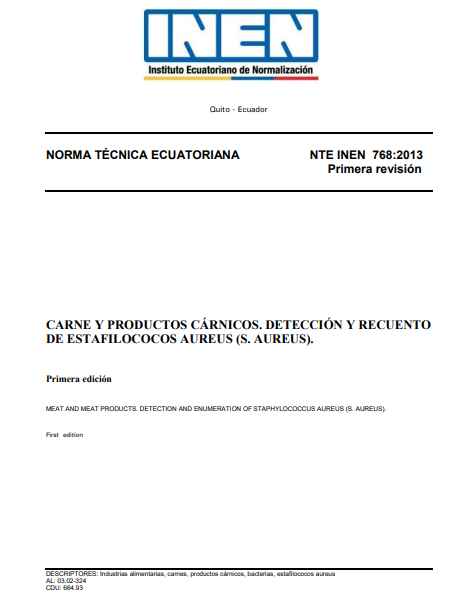 INEN
Instituto Ecuatoriano de Normalización
Quito - Ecuador
NORMA TÉCNICA ECUATORIANA NTE INEN 768:2013
Primera revisión
CARNE Y PRODUCTOS CÁRNICOS. DETECCIÓN Y RECUENTO
DE ESTAFILOCOCOS AUREUS (S. AUREUS).
Primera edición
MEAT AND MEAT PRODUCTS. DETECTION AND ENUMERATION OF STAPHYLOCOCCUS AUREUS (S. AUREUS).
First edition
DESCRIPTORES: Industrias alimentarias, carnes, productos cárnicos, bacterias, estafilococos aureus
AL: 03.02-324
CDU: 664.93